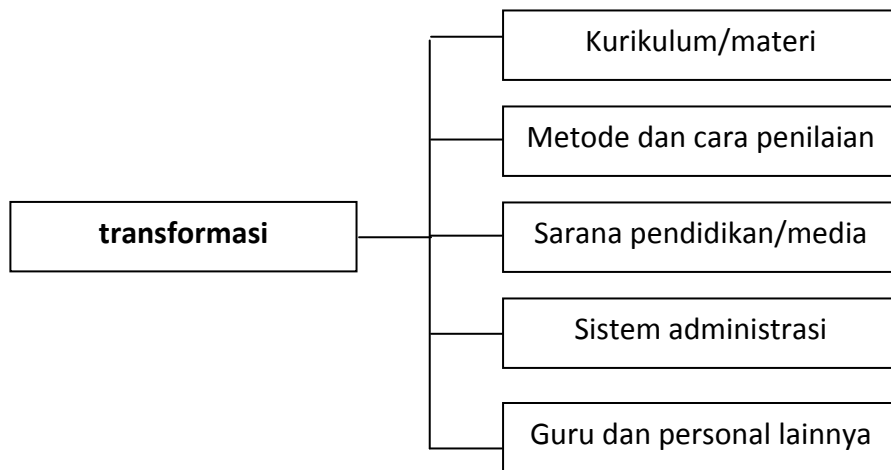 transformasi
Kurikulum/materi
Metode dan cara penilaian
Sarana pendidikan/media
Sistem administrasi
Guru dan personal lainnya